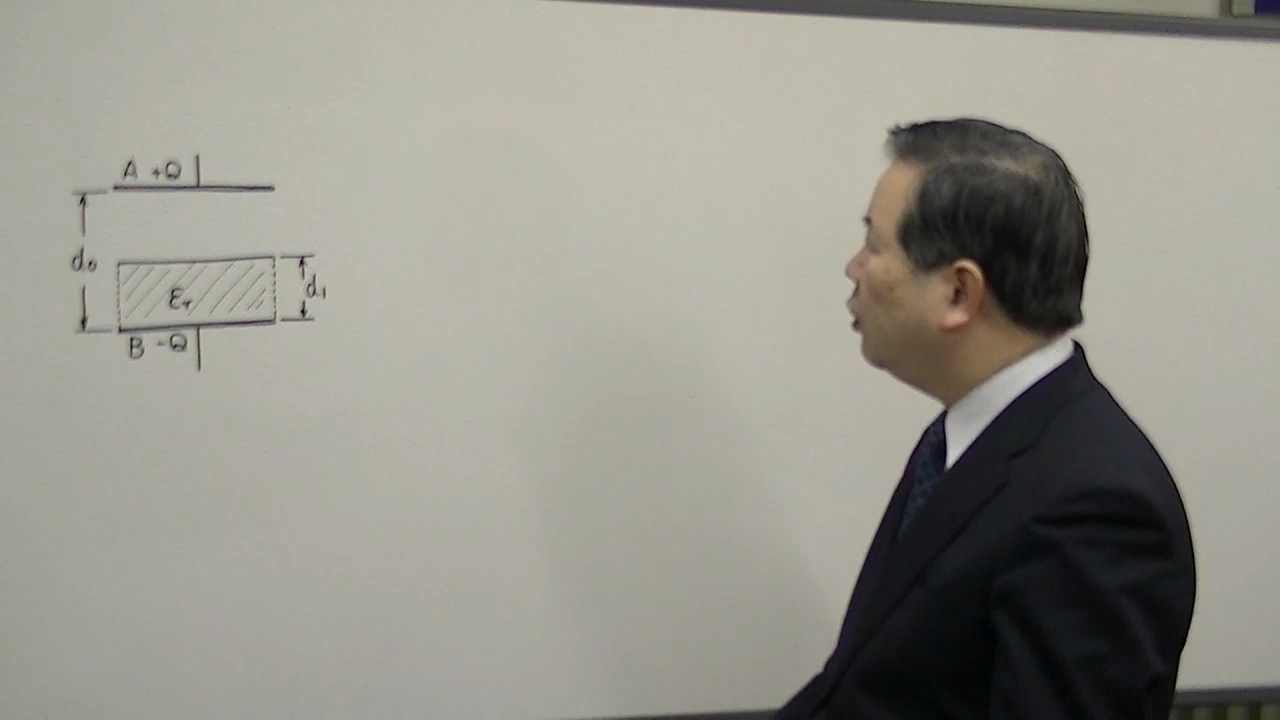 A +Q
d₀
εᵣ
d₁
B -Q